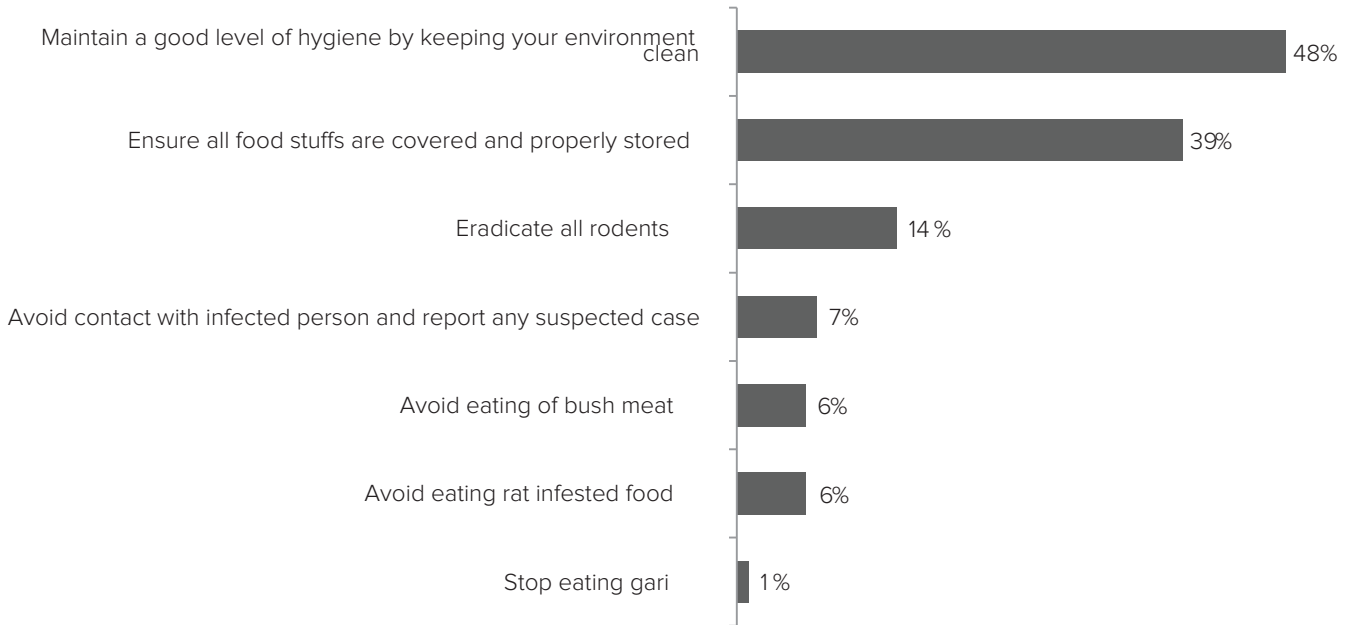 Maintain a good level of hygiene by keeping your environment
clean
48%
Ensure all food stuffs are covered and properly stored
39%
Eradicate all rodents
14 %
Avoid contact with infected person and report any suspected case
7%
Avoid eating of bush meat
6%
Avoid eating rat infested food
6%
Stop eating gari
1 %